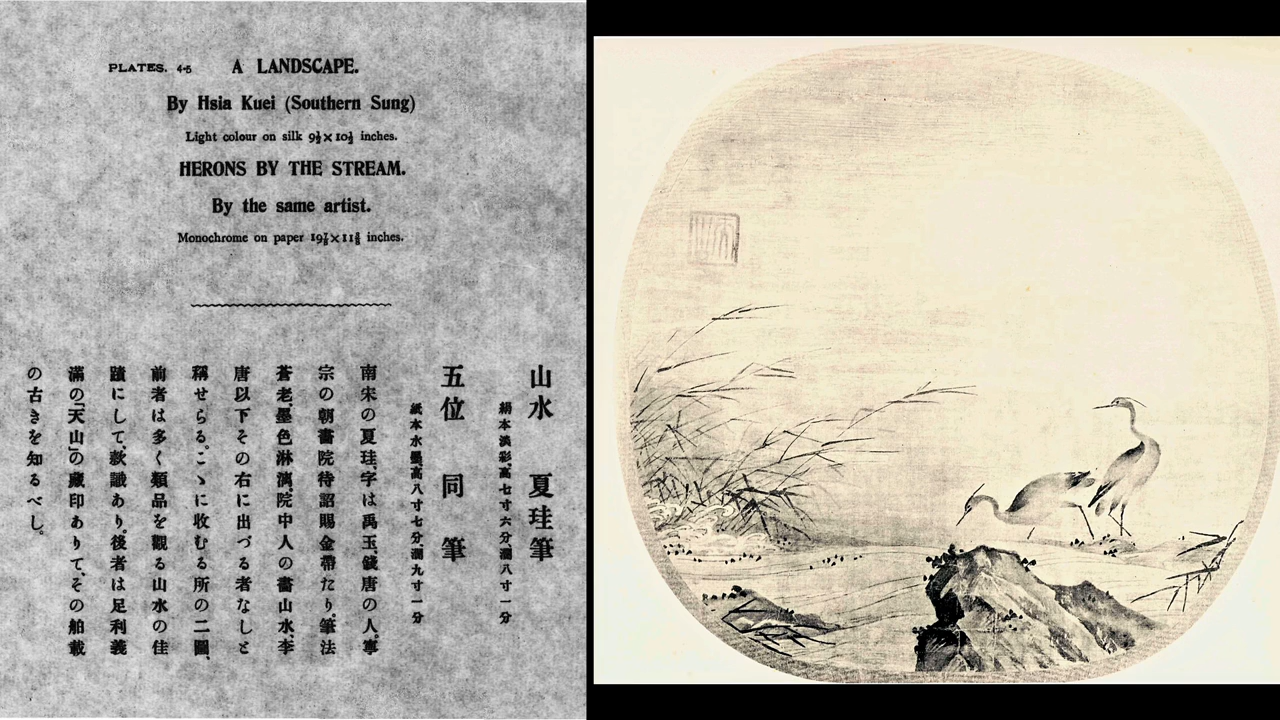 PLATES. 4-5 A LANDSCAPE.
By Hsia Kuei (Southern Sung)
Light colour on silk inches.
HERONS BY THE STREAM.
By the same artist.
Monochrome on paper inches.
山水 夏珪筆
絹本淡彩、高七寸六分、濶八寸一分
五位 同筆
紙本水墨、高八寸七分、濶九寸一分
南宋の夏珪、字は禹玉、錢唐の人。寧
宗の朝畫院待詔賜金帶たり。筆法
蒼老、墨色淋漓、院中人の畫山水、李
唐以下その右に出づる者なしと
稱せらる。こゝに收むる所の二圖、
前者は多く類品を觀る山水の佳
蹟にして、款識あり。後者は足利義
滿の「天山」の藏印ありて、その舶載
の古きを知るべし。